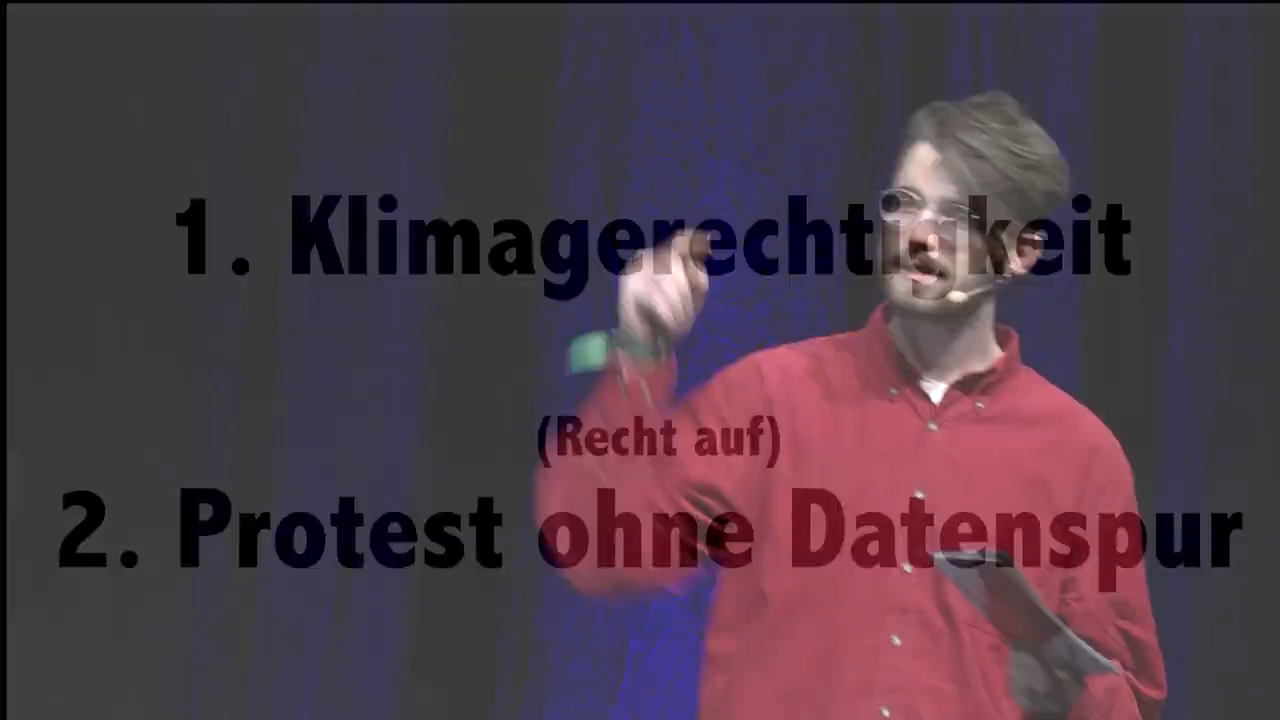 1. Klimagerechtigkeit
(Recht auf)
2. Protest ohne Datenspur